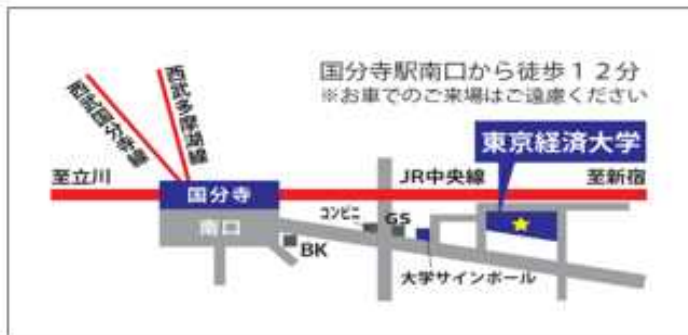 国分寺駅南口から徒歩１２分
※お車でのご来場はご遠慮ください
西武国分寺線
西武多摩湖線
東京経済大学
至立川
JR中央線
至新宿
国分寺
南口
コンビニ
GS
BK
大学サインポール